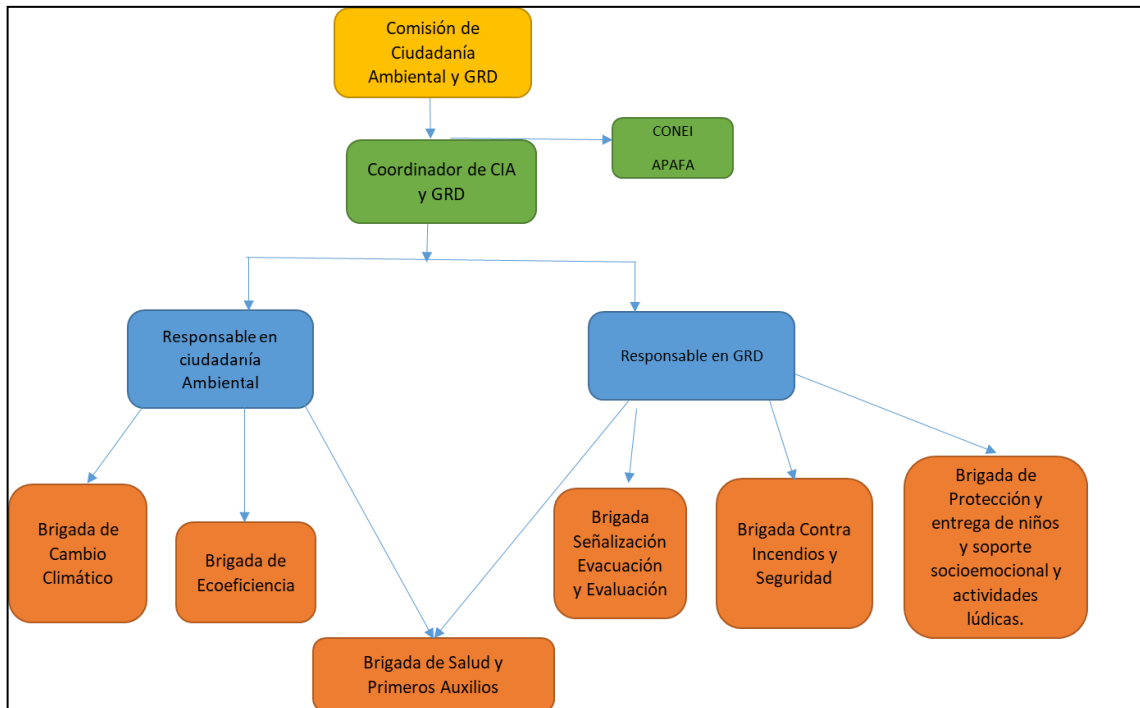 Comisión de
Ciudadanía
Ambiental y GRD
CONEI
APAFA
Coordinador de CIA
y GRD
Responsable en
ciudadanía
Ambiental
Responsable en GRD
Brigada de
Cambio
Climático
Brigada de
Ecoeficiencia
Brigada
Señalización
Evacuación
y Evaluación
Brigada Contra
Incendios y
Seguridad
Brigada de
Protección y
entrega de niños
y soporte
socioemocional y
actividades
lúdicas.
Brigada de Salud y
Primeros Auxilios